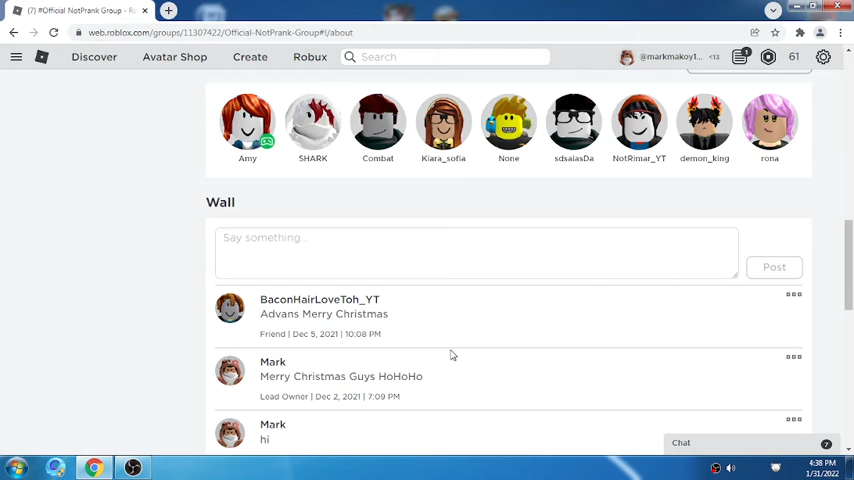 (7) #Official NotPrank Group - Ro
web.roblox.com/groups/11307422/Official-NotPrank-Group#!/about
Discover Avatar Shop Create Robux Search @markmakoy1... <13 1 61
Amy SHARK Combat Kiara_sofia None sdsaiasDa NotRimar_YT demon_king rona
Wall
Say something...
Post
BaconHairLoveToh_YT
Advans Merry Christmas
Friend | Dec 5, 2021 | 10:08 PM
Mark
Merry Christmas Guys HoHoHo
Lead Owner | Dec 2, 2021 | 7:09 PM
Mark
hi
Chat 7
4:38 PM
1/31/2022